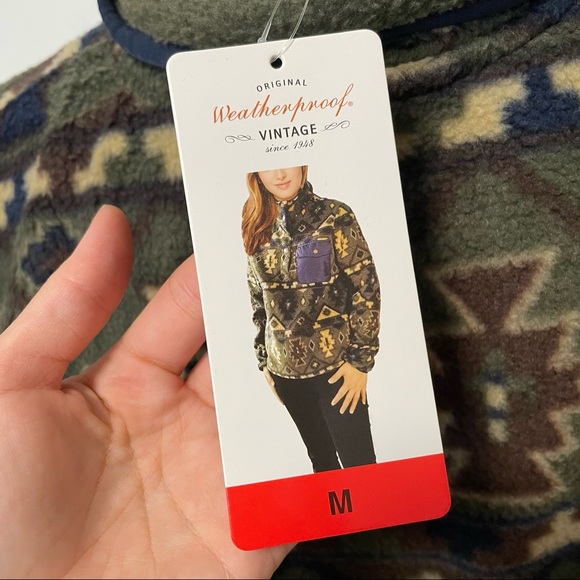 ORIGINAL
Weatherproof®
VINTAGE
since 1948
M